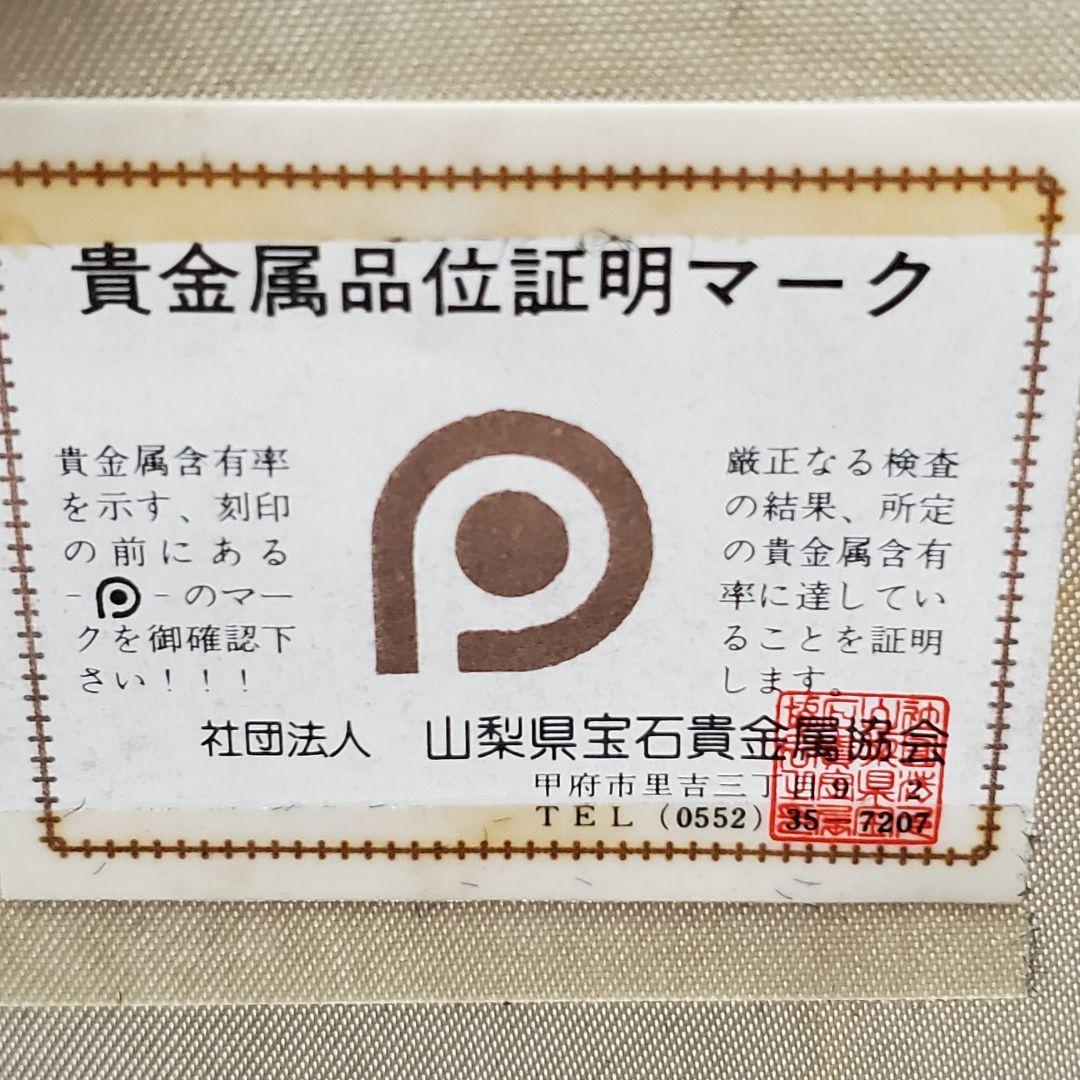 貴金属品位証明マーク
貴金属含有率
を示す、刻印
の前にある
- - のマー
クを御確認下
さい!!!
厳正なる検査
の結果、所定
の貴金属含有
率に達してい
ることを証明
します。
社団法人 山梨県宝石貴金属協会
甲府市里吉三丁目9 2
TEL (0552) 35-7207